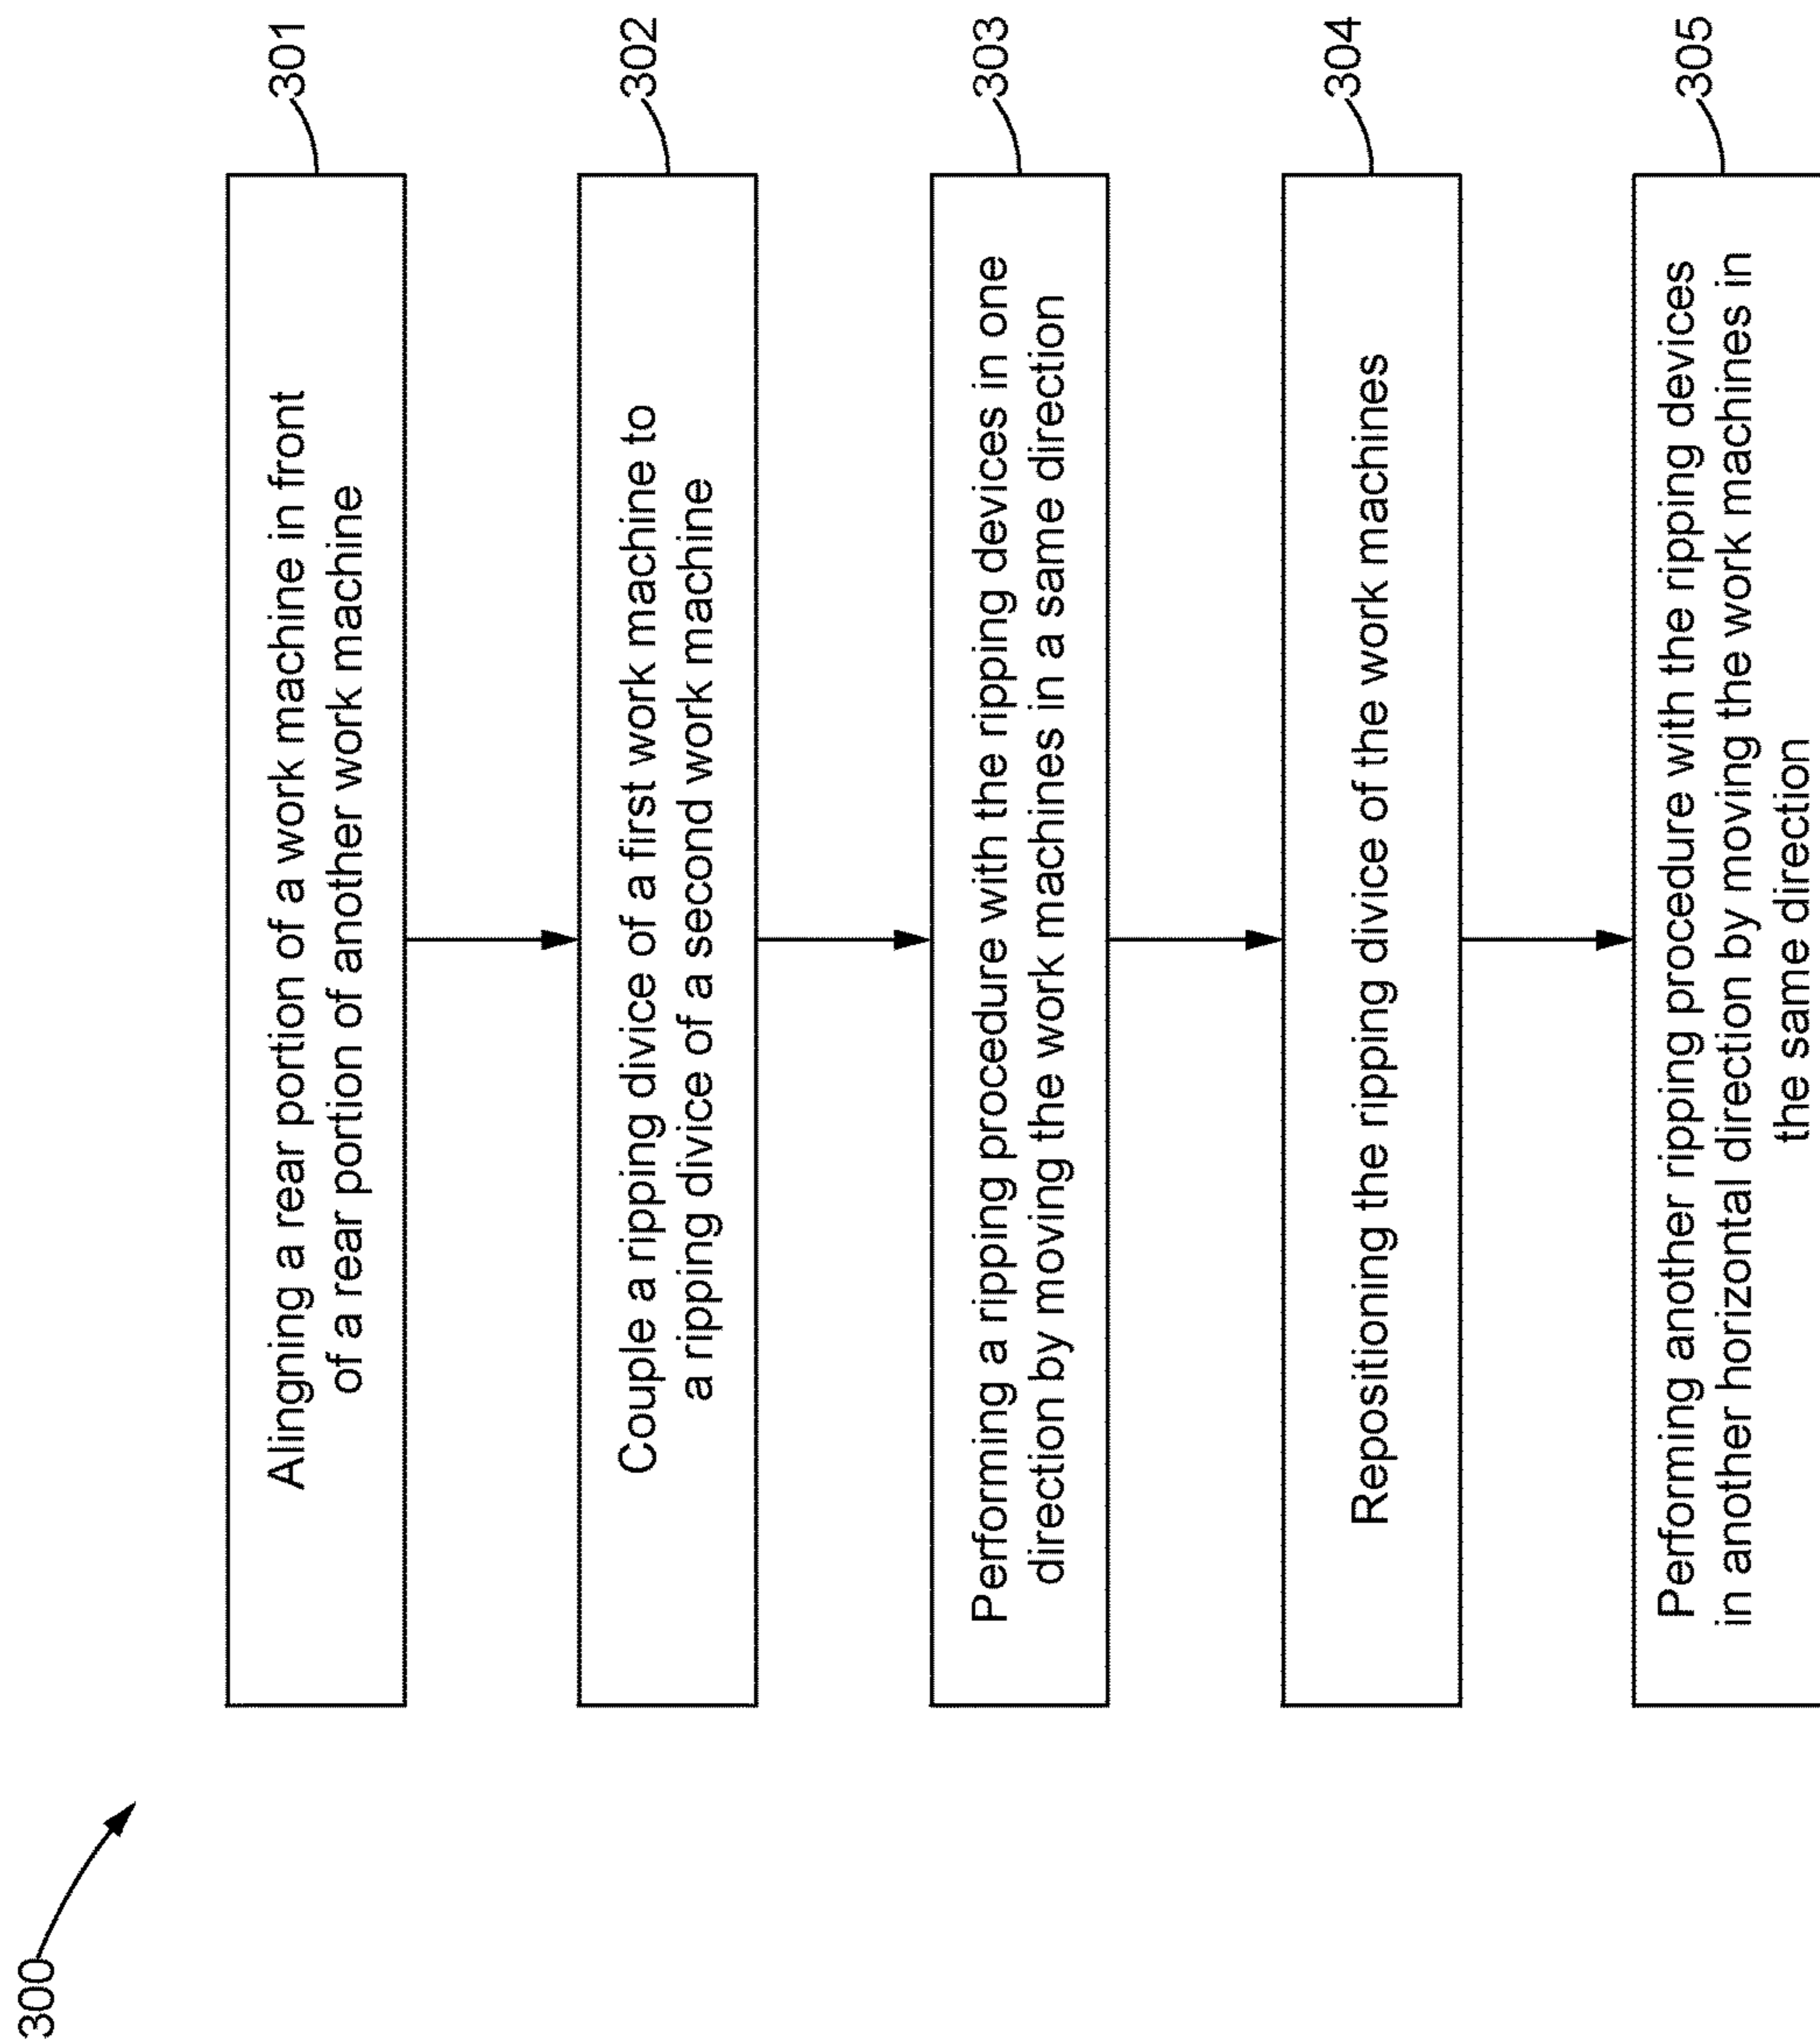 300
Alingning a rear portion of a work machine in front
of a rear portion of another work machine
301
Couple a ripping divice of a first work machine to
a ripping divice of a second work machine
302
Performing a ripping procedure with the ripping devices in one
direction by moving the work machines in a same direction
303
Repositioning the ripping divice of the work machines
304
Performing another ripping procedure with the ripping devices
in another horizontal direction by moving the work machines in
the same direction
305